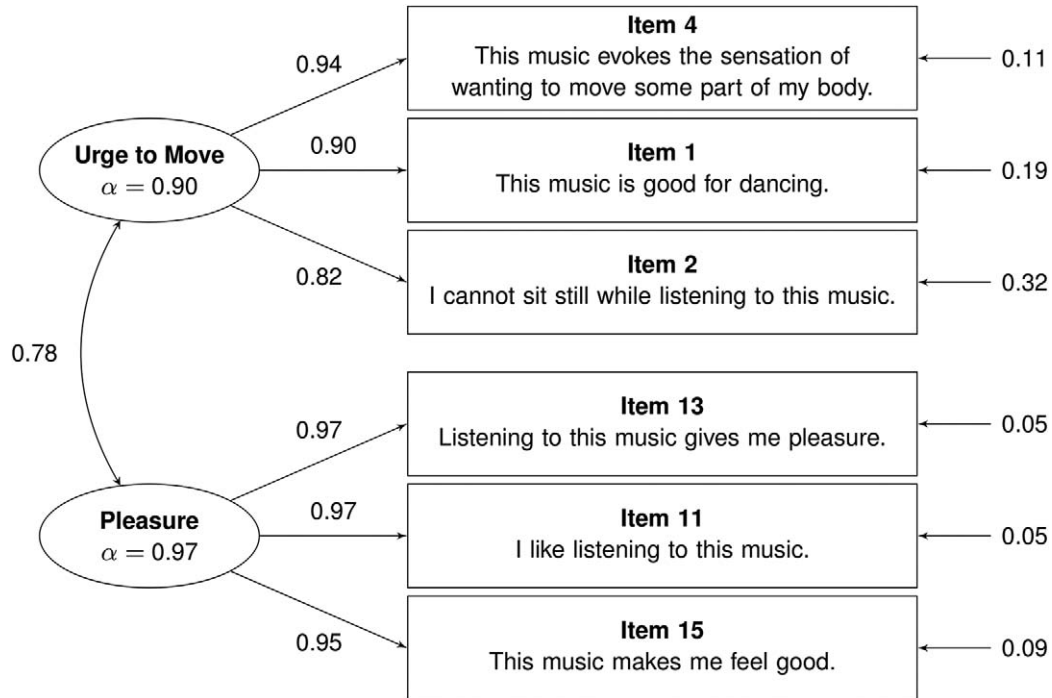 Item 4
This music evokes the sensation of
wanting to move some part of my body.
0.94
0.11
Urge to Move
α = 0.90
0.90
Item 1
This music is good for dancing.
0.19
0.82
Item 2
I cannot sit still while listening to this music.
0.32
0.78
0.97
Item 13
Listening to this music gives me pleasure.
0.05
Pleasure
α = 0.97
0.97
Item 11
I like listening to this music.
0.05
0.95
Item 15
This music makes me feel good.
0.09